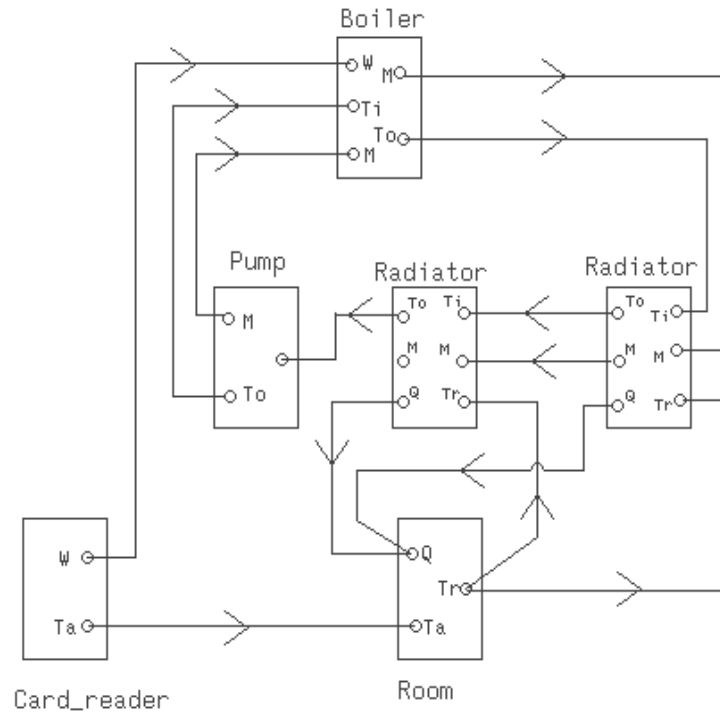 Boiler
W
M
Ti
To
M
Pump
M
To
Radiator
To Ti
M M
Q Tr
Radiator
To Ti
M M
Q Tr
W
Ta
Card_reader
Q
Tr
Ta
Room